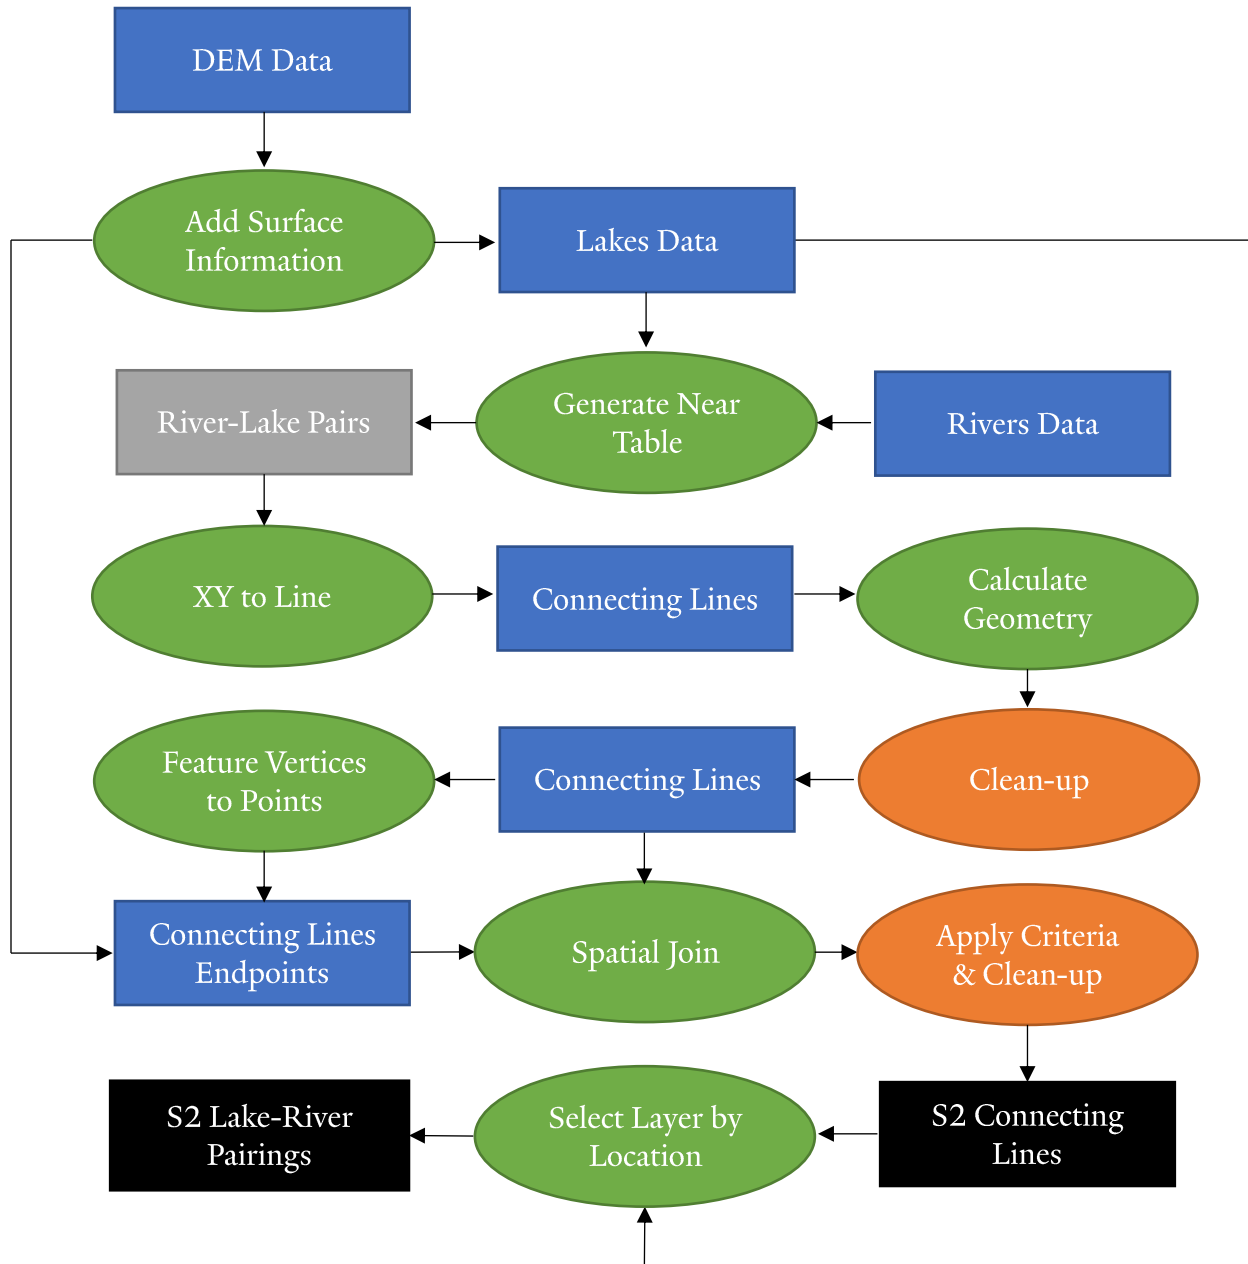 DEM Data
Add Surface
Information
Lakes Data
River-Lake Pairs
Generate Near
Table
Rivers Data
XY to Line
Connecting Lines
Calculate
Geometry
Feature Vertices
to Points
Connecting Lines
Clean-up
Connecting Lines
Endpoints
Spatial Join
Apply Criteria
& Clean-up
S2 Lake-River
Pairings
Select Layer by
Location
S2 Connecting
Lines